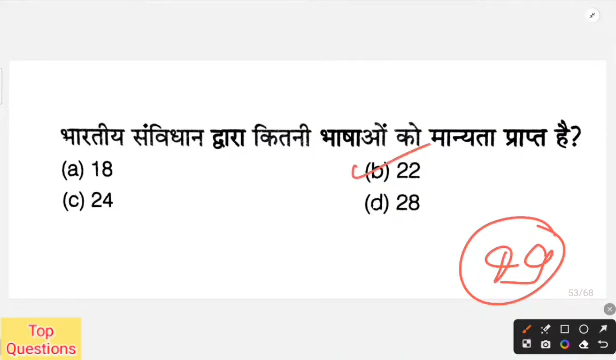 भारतीय संविधान द्वारा कितनी भाषाओं को मान्यता प्राप्त है?
(a) 18
(b) 22
(c) 24
(d) 28
53/68
Top
Questions